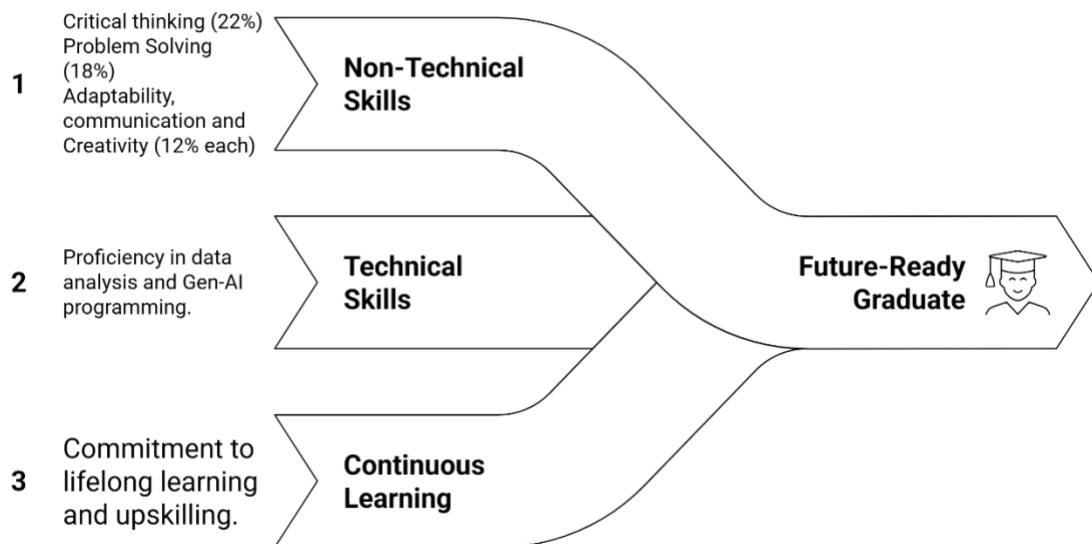 1
Critical thinking (22%)
Problem Solving
(18%)
Adaptability,
communication and
Creativity (12% each)
Non-Technical
Skills
2
Proficiency in data
analysis and Gen-AI
programming.
Technical
Skills
Future-Ready
Graduate
3
Commitment to
lifelong learning
and upskilling.
Continuous
Learning